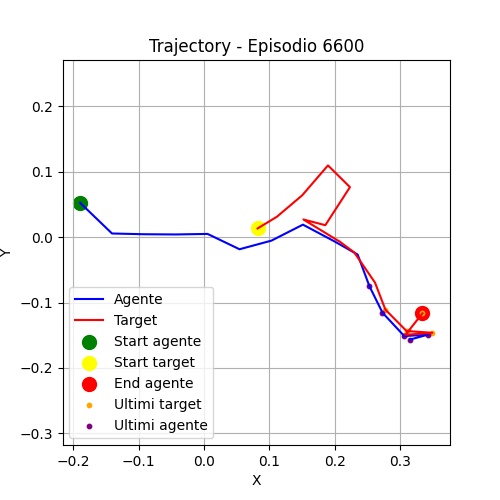 Trajectory - Episodio 6600
0.2
0.1
0.0
−0.1
−0.2
−0.3
Y
Agente
Target
Start agente
Start target
End agente
Ultimi target
Ultimi agente
−0.2
−0.1
0.0
0.1
0.2
0.3
X